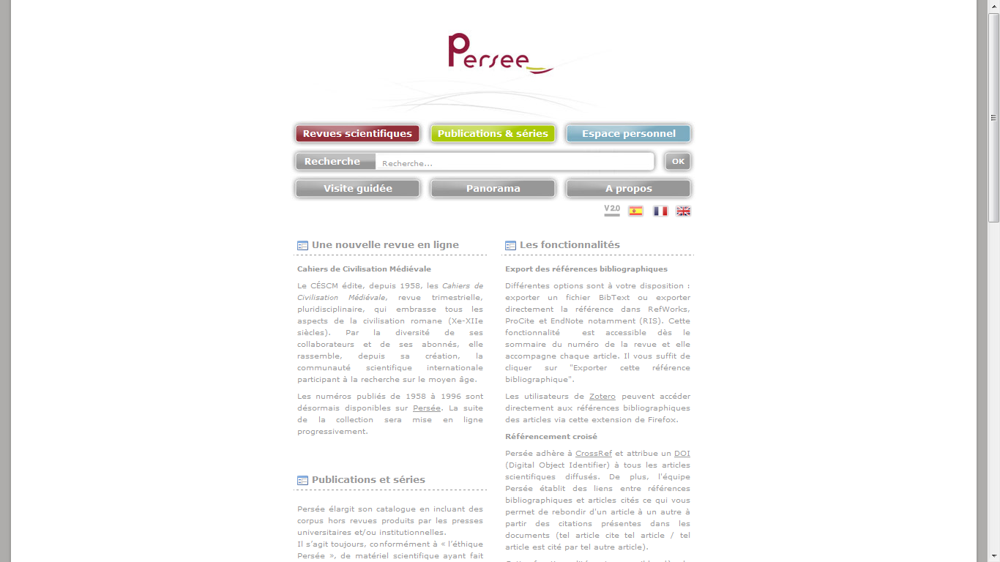 Persee
Revues scientifiques
Publications & séries
Espace personnel
Recherche
Recherche...
OK
Visite guidée
Panorama
A propos
V 2.0
Une nouvelle revue en ligne
Cahiers de Civilisation Médiévale
Le CÉSCM édite, depuis 1958, les Cahiers de
Civilisation Médiévale, revue trimestrielle,
pluridisciplinaire, qui embrasse tous les
aspects de la civilisation romane (Xe-XIIe
siècles). Par la diversité de ses
collaborateurs et de ses abonnés, elle
rassemble, depuis sa création, la
communauté scientifique internationale
participant à la recherche sur le moyen âge.
Les numéros publiés de 1958 à 1996 sont
désormais disponibles sur Persée. La suite
de la collection sera mise en ligne
progressivement.
Publications et séries
Persée élargit son catalogue en incluant des
corpus hors revues produits par les presses
universitaires et/ou institutionnelles.
Il s’agit toujours, conformément à « l’éthique
Persée », de matériel scientifique ayant fait
Les fonctionnalités
Export des références bibliographiques
Différentes options sont à votre disposition :
exporter un fichier BibText ou exporter
directement la référence dans RefWorks,
ProCite et EndNote notamment (RIS). Cette
fonctionnalité est accessible dès le
sommaire du numéro de la revue et elle
accompagne chaque article. Il vous suffit de
cliquer sur "Exporter cette référence
bibliographique".
Les utilisateurs de Zotero peuvent accéder
directement aux références bibliographiques
des articles via cette extension de Firefox.
Référencement croisé
Persée adhère à CrossRef et attribue un DOI
(Digital Object Identifier) à tous les articles
scientifiques diffusés. De plus, l'équipe
Persée établit des liens entre références
bibliographiques et articles cités ce qui vous
permet de rebondir d'un article à un autre à
partir des citations présentes dans les
documents (tel article cite tel article / tel
article est cité par tel autre article).